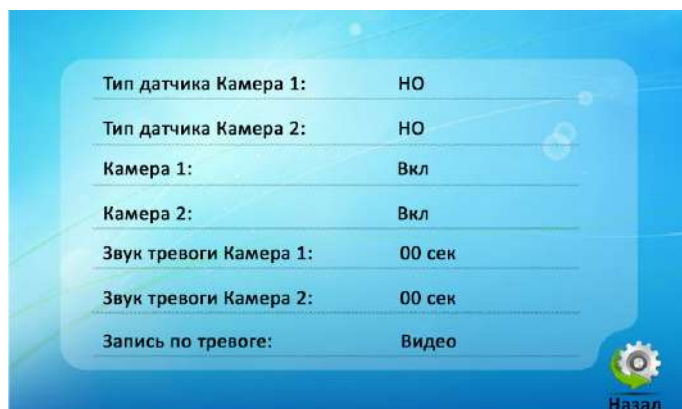 Тип датчика Камера 1: НО
Тип датчика Камера 2: НО
Камера 1: Вкл
Камера 2: Вкл
Звук тревоги Камера 1: 00 сек
Звук тревоги Камера 2: 00 сек
Запись по тревоге: Видео
Назад